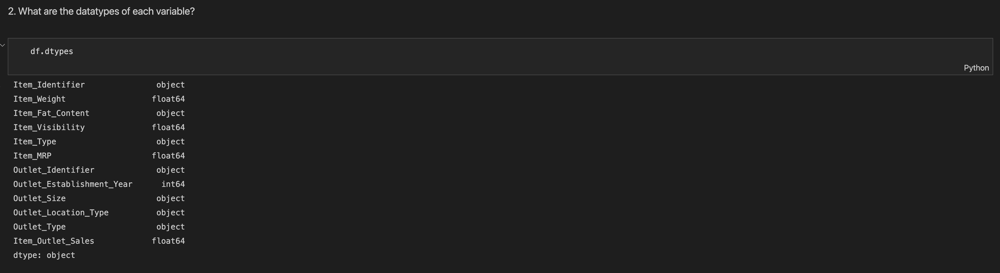 2. What are the datatypes of each variable?
df.dtypes
Python
Item_Identifier object
Item_Weight float64
Item_Fat_Content object
Item_Visibility float64
Item_Type object
Item_MRP float64
Outlet_Identifier object
Outlet_Establishment_Year int64
Outlet_Size object
Outlet_Location_Type object
Outlet_Type object
Item_Outlet_Sales float64
dtype: object